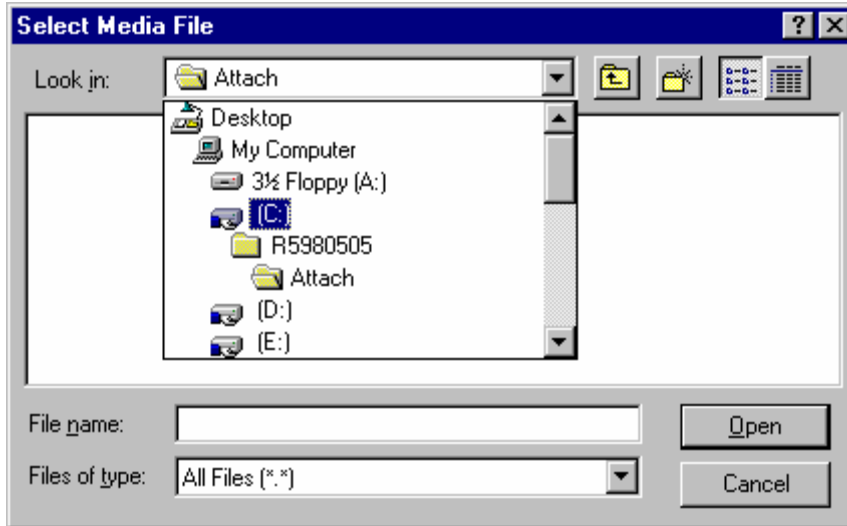 Select Media File
Look in: Attach
Desktop
My Computer
3½ Floppy (A:)
(C:)
R5980505
Attach
(D:)
(E:)
File name: Open
Files of type: All Files (*.*) Cancel